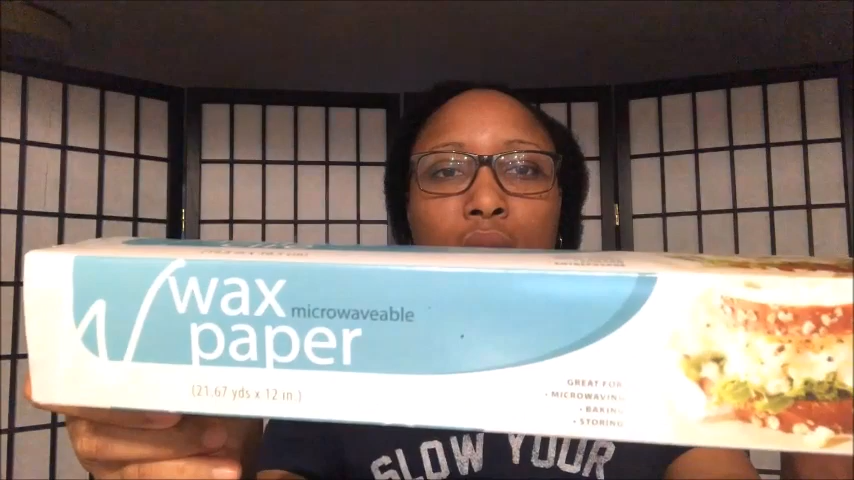 wax microwaveable
paper
(21.67 yds x 12 in.)
GREAT FOR
• MICROWAVING
• BAKING
• STORING
SLOW YOUR